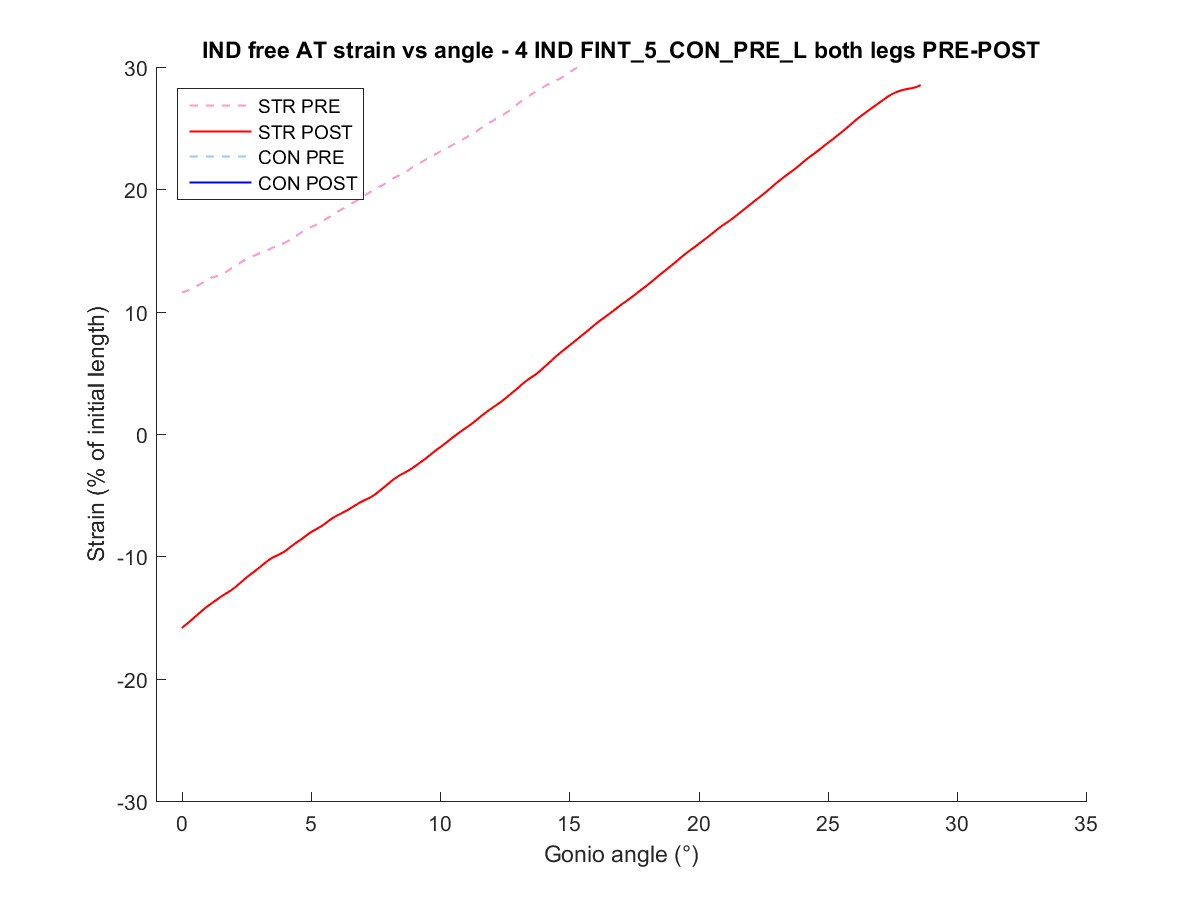 IND free AT strain vs angle - 4 IND FINT_5_CON_PRE_L both legs PRE-POST
STR PRE
STR POST
CON PRE
CON POST
30
20
10
0
-10
-20
-30
Strain (% of initial length)
0 5 10 15 20 25 30 35
Gonio angle (°)